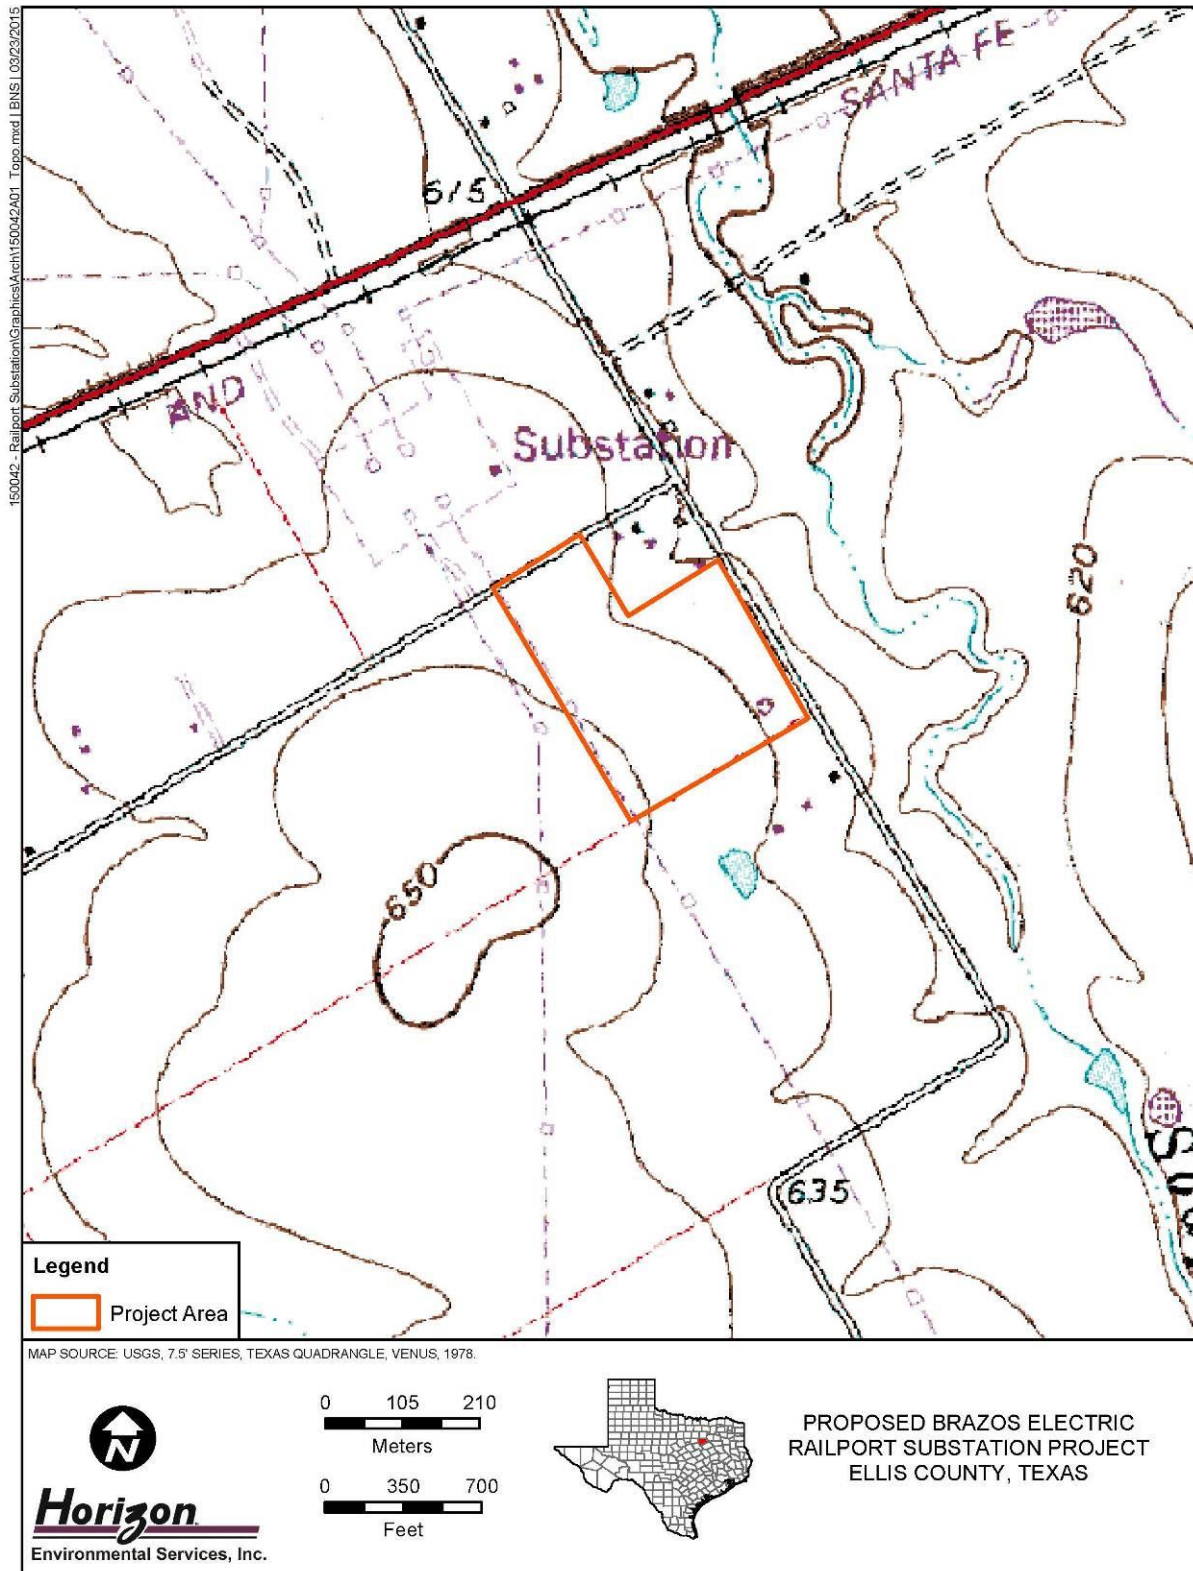 150042 - Railport Substation\Graphics\Arch\150042A01_Topo.mxd | BNS | 03/23/2015
SANTA FE
615
AND
Substation
620
650
635
Legend
Project Area
MAP SOURCE: USGS, 7.5' SERIES, TEXAS QUADRANGLE, VENUS, 1978.
N
Horizon
Environmental Services, Inc.
0 105 210
Meters
0 350 700
Feet
PROPOSED BRAZOS ELECTRIC
RAILPORT SUBSTATION PROJECT
ELLIS COUNTY, TEXAS